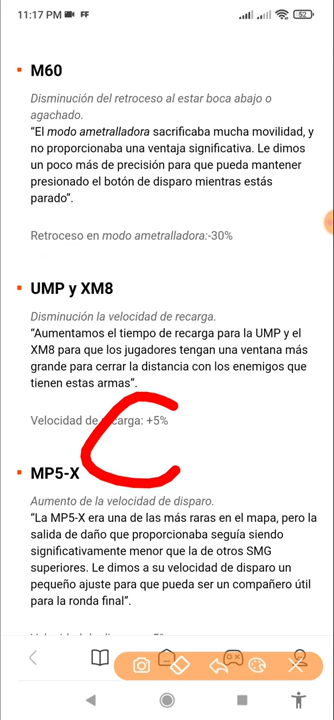 11:17 PM FF 52
M60
Disminución del retroceso al estar boca abajo o
agachado.
“El modo ametralladora sacrificaba mucha movilidad, y
no proporcionaba una ventaja significativa. Le dimos
un poco más de precisión para que pueda mantener
presionado el botón de disparo mientras estás
parado”.
Retroceso en modo ametralladora:-30%
UMP y XM8
Disminución la velocidad de recarga.
“Aumentamos el tiempo de recarga para la UMP y el
XM8 para que los jugadores tengan una ventana más
grande para cerrar la distancia con los enemigos que
tienen estas armas”.
Velocidad de recarga: +5%
MP5-X
Aumento de la velocidad de disparo.
“La MP5-X era una de las más raras en el mapa, pero la
salida de daño que proporcionaba seguía siendo
significativamente menor que la de otros SMG
superiores. Le dimos a su velocidad de disparo un
pequeño ajuste para que pueda ser un compañero útil
para la ronda final”.